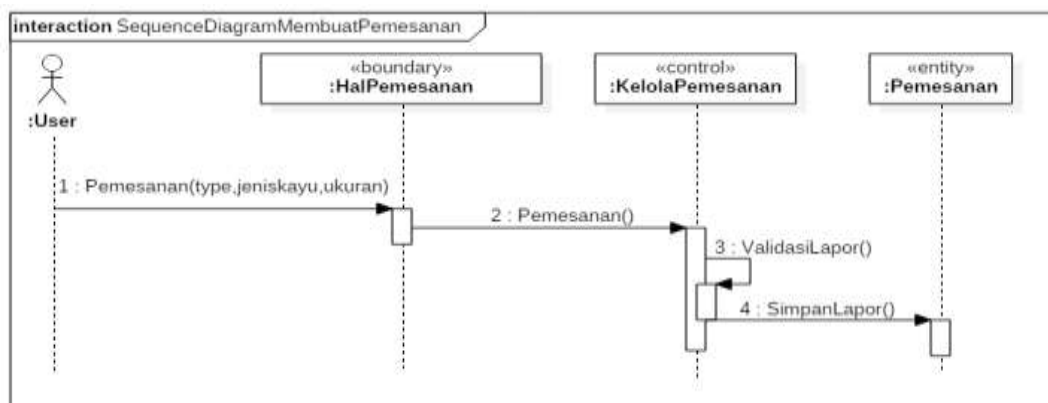 interaction SequenceDiagramMembuatPemesanan
«boundary»
:HalPemesanan
«control»
:KelolaPemesanan
«entity»
:Pemesanan
:User
1 : Pemesanan(type,jeniskayu,ukuran)
2 : Pemesanan()
3 : ValidasiLapor()
4 : SimpanLapor()